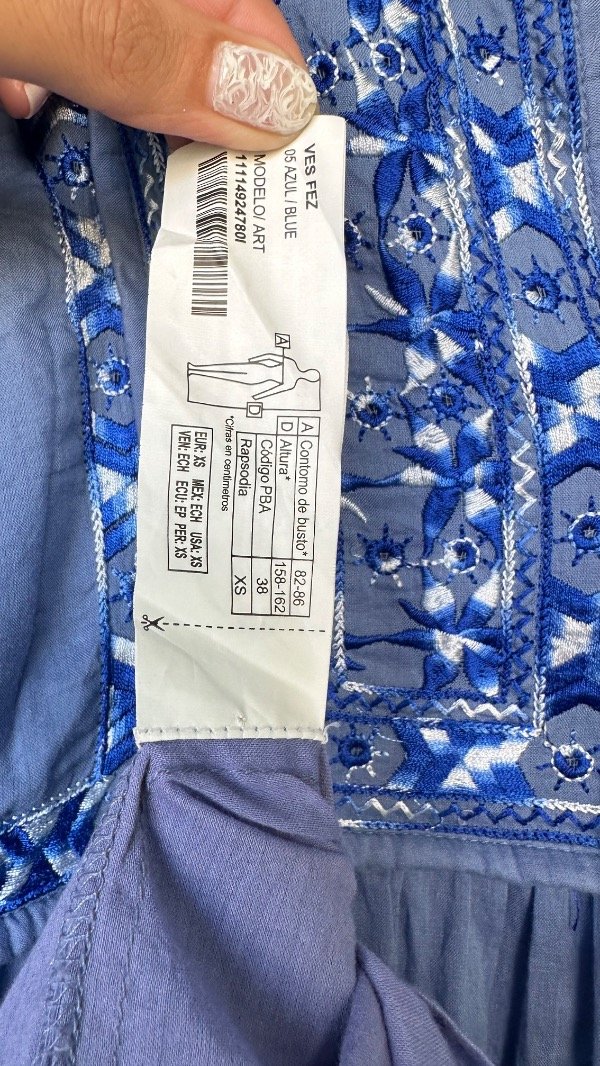 VES FEZ
05 AZUL / BLUE
MODELO/ ART
11114924780I
A
D
A Contorno de busto* 82-86
D Altura* 158-162
Código PBA 38
Rapsodia XS
*Cifras en centímetros
EUR: XS MEX: ECH USA: XS
VEN: ECH ECU: EP PER: XS